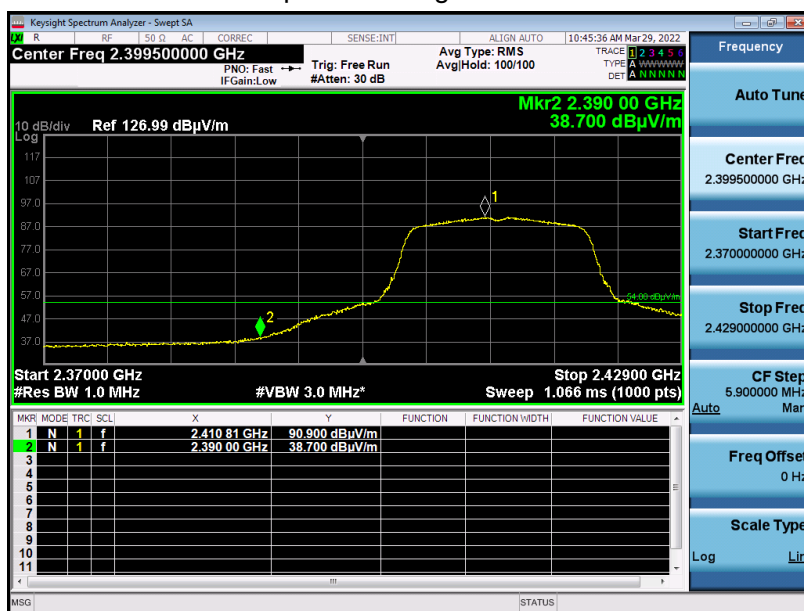 Keysight Spectrum Analyzer - Swept SA
LXI R RF 50 Ω AC CORREC SENSE:INT ALIGN AUTO 10:45:36 AM Mar 29, 2022
Center Freq 2.399500000 GHz
PNO: Fast
IFGain:Low
Trig: Free Run
#Atten: 30 dB
Avg Type: RMS
Avg|Hold: 100/100
TRACE 1 2 3 4 5 6
TYPE A WWWWW
DET A N N N N N
Mkr2 2.390 00 GHz
38.700 dBµV/m
10 dB/div Ref 126.99 dBµV/m
Log
117
107
97.0
87.0
77.0
67.0
57.0
47.0
37.0
1
2
54.00 dBµV/m
Start 2.37000 GHz Stop 2.42900 GHz
#Res BW 1.0 MHz #VBW 3.0 MHz* Sweep 1.066 ms (1000 pts)
MKR MODE TRC SCL X Y FUNCTION FUNCTION WIDTH FUNCTION VALUE
1 N 1 f 2.410 81 GHz 90.900 dBµV/m
2 N 1 f 2.390 00 GHz 38.700 dBµV/m
3
4
5
6
7
8
9
10
11
MSG STATUS
Frequency
Auto Tune
Center Freq
2.399500000 GHz
Start Freq
2.370000000 GHz
Stop Freq
2.429000000 GHz
CF Step
5.900000 MHz
Auto Man
Freq Offset
0 Hz
Scale Type
Log Lin